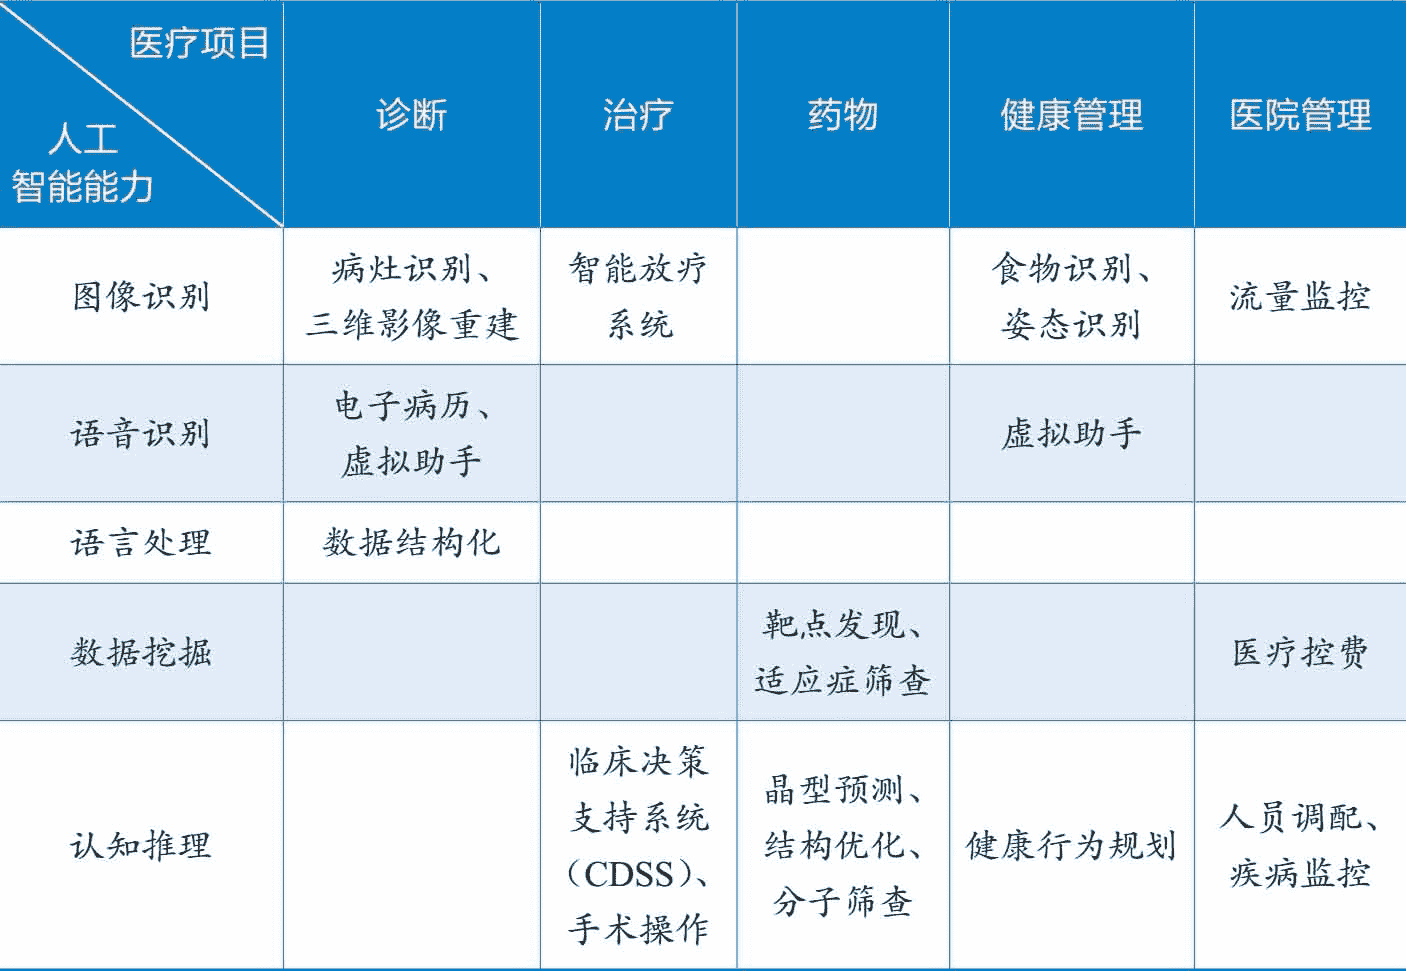 医疗项目
人工
智能能力
诊断
治疗
药物
健康管理
医院管理
图像识别
病灶识别、
三维影像重建
智能放疗
系统
食物识别、
姿态识别
流量监控
语音识别
电子病历、
虚拟助手
虚拟助手
语言处理
数据结构化
数据挖掘
靶点发现、
适应症筛查
医疗控费
认知推理
临床决策
支持系统
（CDSS）、
手术操作
晶型预测、
结构优化、
分子筛查
健康行为规划
人员调配、
疾病监控